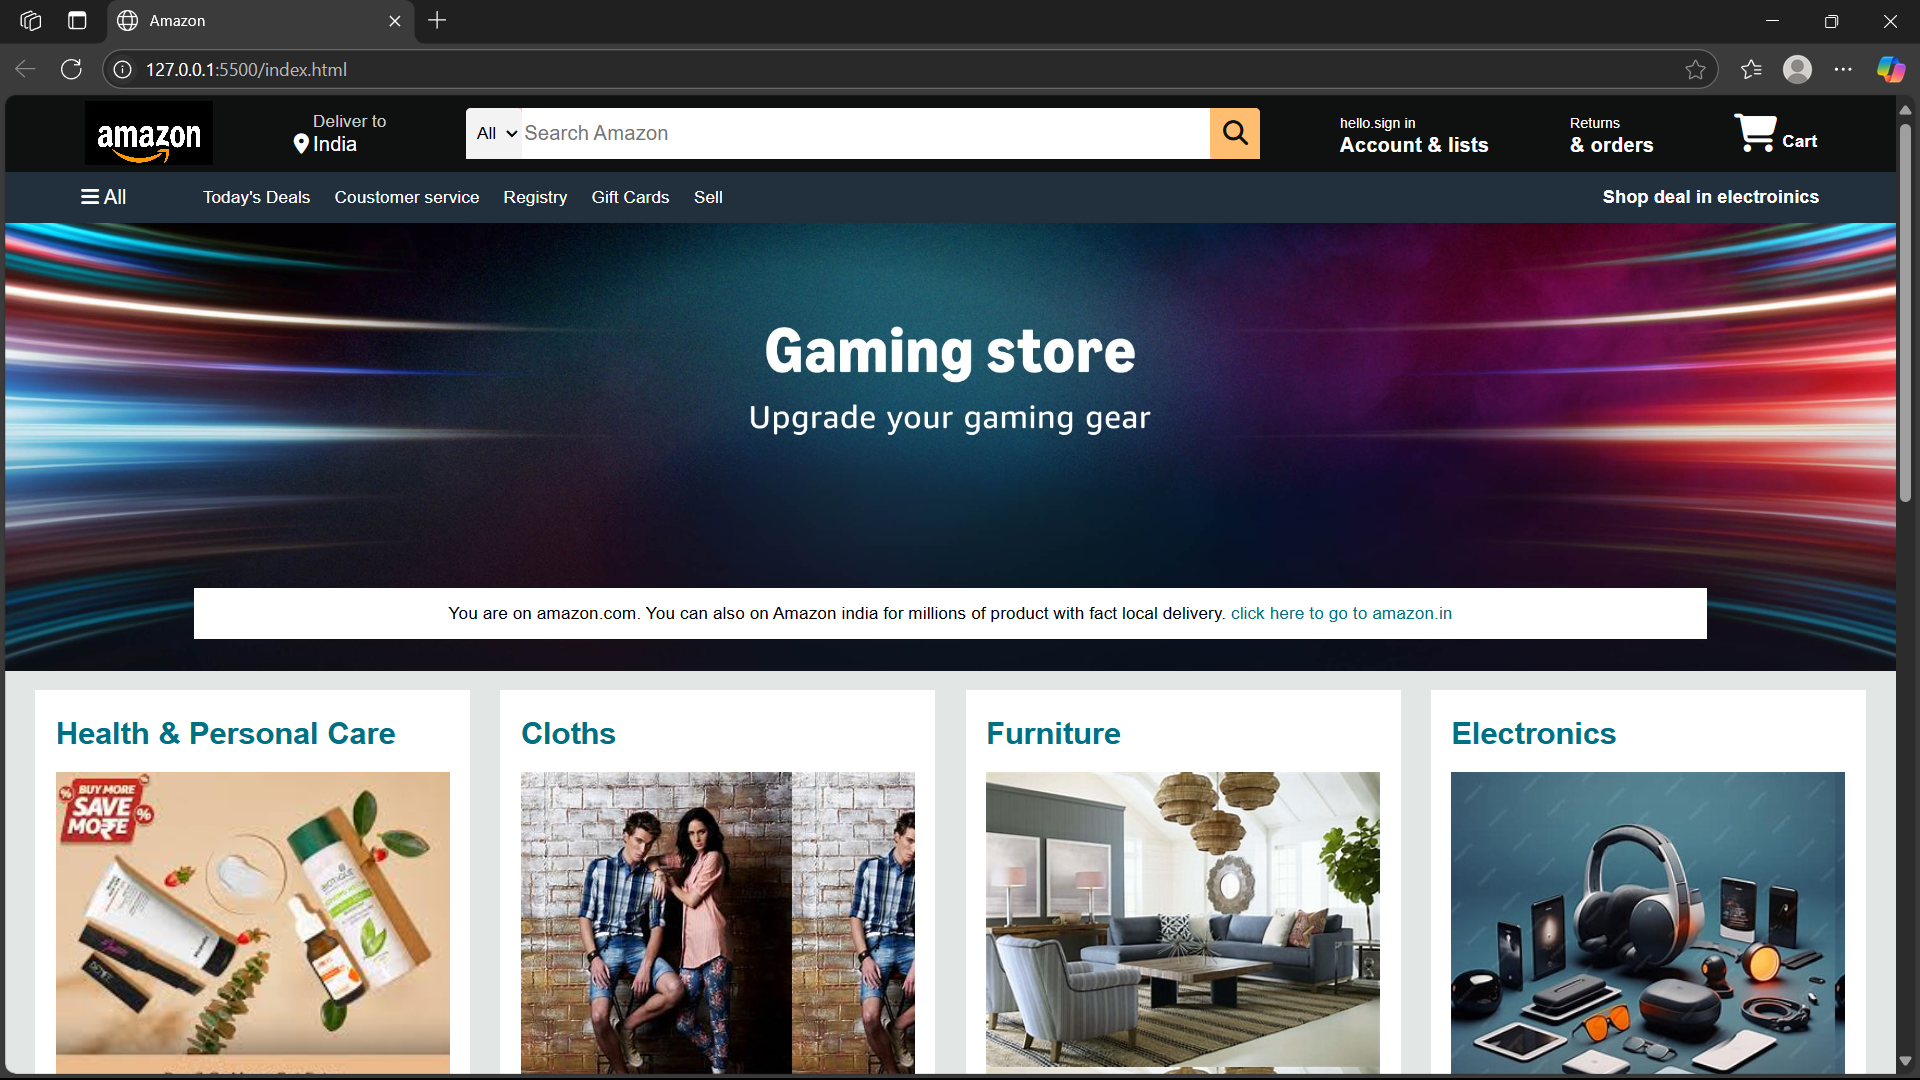 Amazon
127.0.0.1:5500/index.html
amazon
Deliver to
India
All
Search Amazon
hello.sign in
Account & lists
Returns
& orders
Cart
All
Today's Deals
Coustomer service
Registry
Gift Cards
Sell
Shop deal in electroinics
Gaming store
Upgrade your gaming gear
You are on amazon.com. You can also on Amazon india for millions of product with fact local delivery. click here to go to amazon.in
Health & Personal Care
Cloths
Furniture
Electronics
BUY MORE
SAVE
MO₹E
%
%